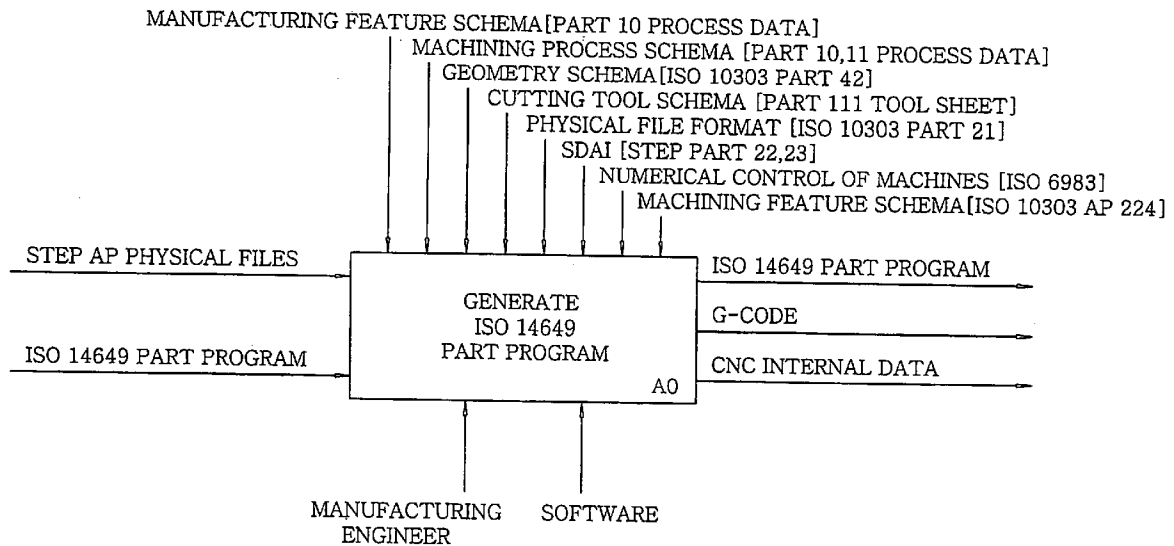 MANUFACTURING FEATURE SCHEMA[PART 10 PROCESS DATA]
MACHINING PROCESS SCHEMA [PART 10,11 PROCESS DATA]
GEOMETRY SCHEMA[ISO 10303 PART 42]
CUTTING TOOL SCHEMA [PART 111 TOOL SHEET]
PHYSICAL FILE FORMAT [ISO 10303 PART 21]
SDAI [STEP PART 22,23]
NUMERICAL CONTROL OF MACHINES [ISO 6983]
MACHINING FEATURE SCHEMA[ISO 10303 AP 224]
STEP AP PHYSICAL FILES
ISO 14649 PART PROGRAM
GENERATE
ISO 14649
PART PROGRAM
A0
ISO 14649 PART PROGRAM
G-CODE
CNC INTERNAL DATA
MANUFACTURING
ENGINEER
SOFTWARE